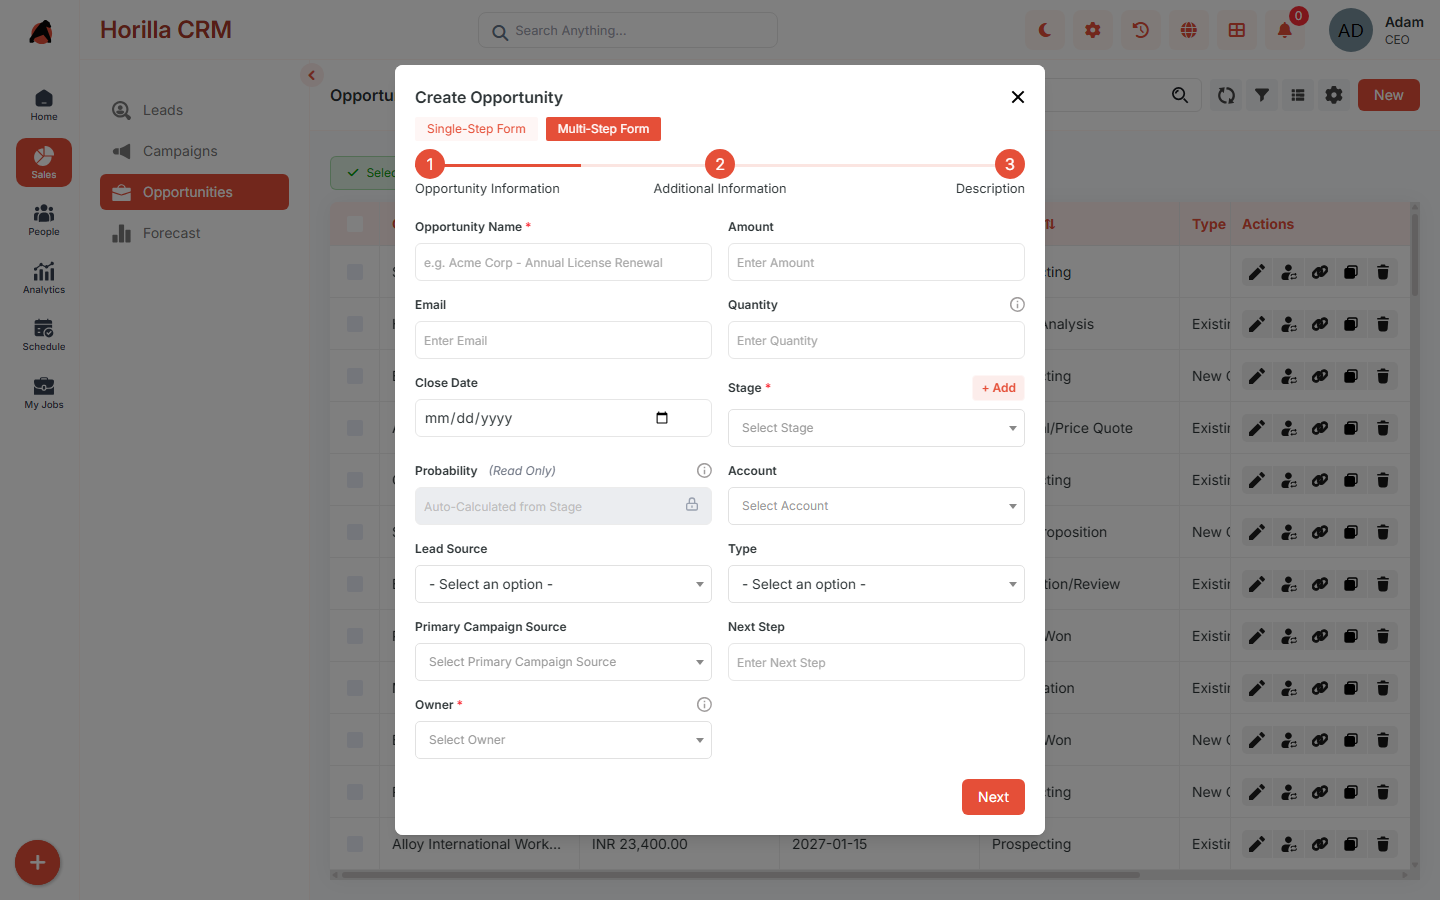 Horilla CRM
Search Anything...
0
AD
Adam
CEO
Home
Sales
People
Analytics
Schedule
My Jobs
Leads
Campaigns
Opportunities
Forecast
New
Create Opportunity
Single-Step Form
Multi-Step Form
1
2
3
Opportunity Information
Additional Information
Description
Opportunity Name *
Amount
e.g. Acme Corp - Annual License Renewal
Enter Amount
Email
Quantity
Enter Email
Enter Quantity
Close Date
Stage *
+ Add
mm/dd/yyyy
Select Stage
Probability (Read Only)
Account
Auto-Calculated from Stage
Select Account
Lead Source
Type
- Select an option -
- Select an option -
Primary Campaign Source
Next Step
Select Primary Campaign Source
Enter Next Step
Owner *
Select Owner
Next
Type
Actions
Analysis
/Price Quote
Won
Won
Alloy International Work...
INR 23,400.00
2027-01-15
Prospecting